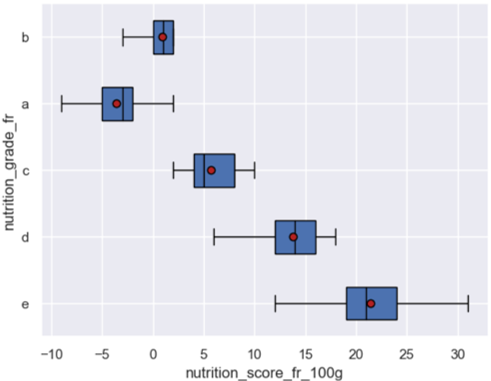 nutrition_grade_fr
b
a
c
d
e
−10 −5 0 5 10 15 20 25 30
nutrition_score_fr_100g